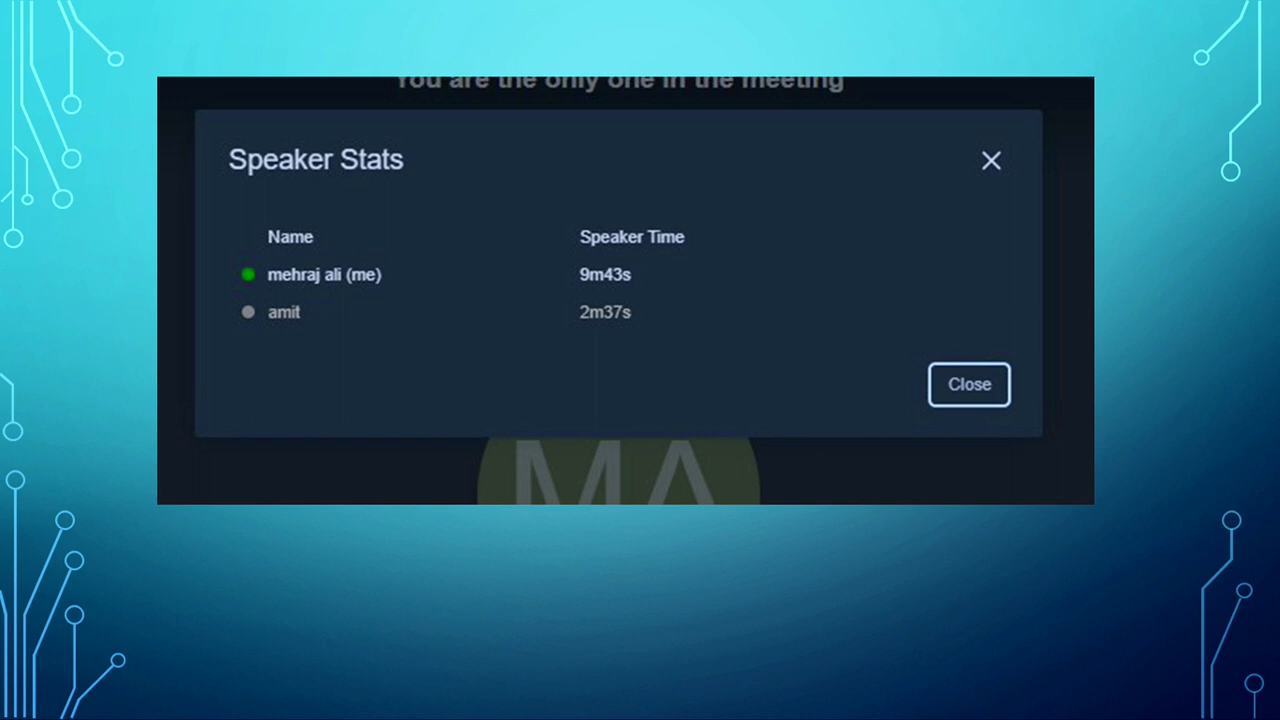 You are the only one in the meeting
Speaker Stats
Name Speaker Time
mehraj ali (me) 9m43s
amit 2m37s
Close
MA